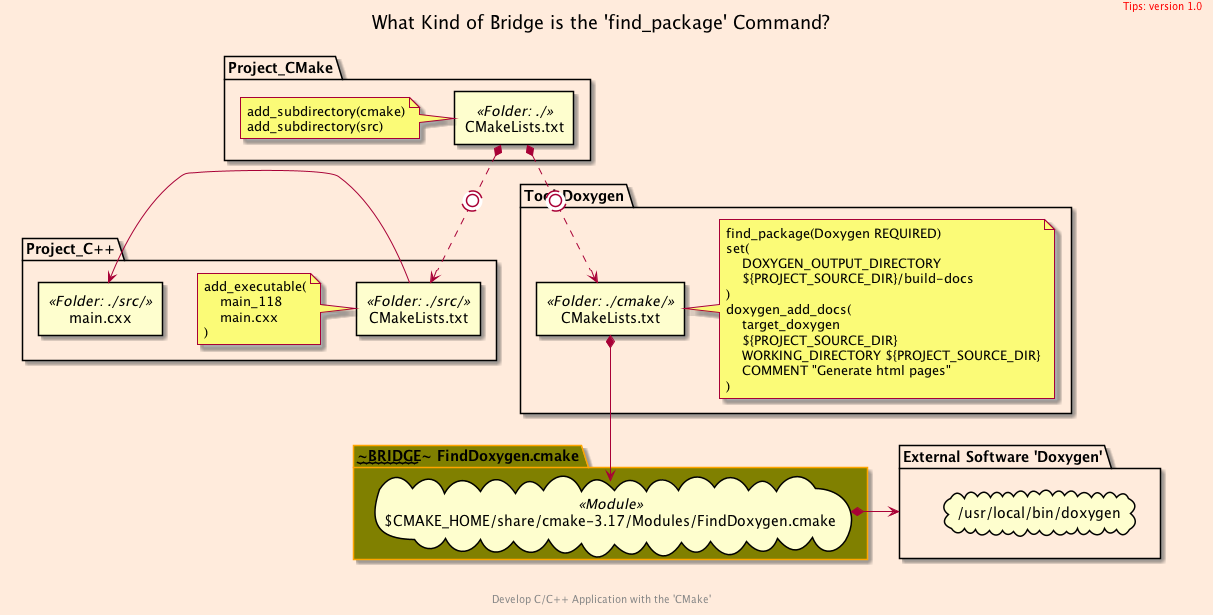 Tips: version 1.0
What Kind of Bridge is the 'find_package' Command?
Project_CMake
add_subdirectory(cmake)
add_subdirectory(src)
«Folder: ./»
CMakeLists.txt
Project_C++
«Folder: ./src/»
main.cxx
add_executable(
main_118
main.cxx
)
«Folder: ./src/»
CMakeLists.txt
Doxygen
«Folder: ./cmake/»
CMakeLists.txt
find_package(Doxygen REQUIRED)
set(
DOXYGEN_OUTPUT_DIRECTORY
${PROJECT_SOURCE_DIR}/build-docs
)
doxygen_add_docs(
target_doxygen
${PROJECT_SOURCE_DIR}
WORKING_DIRECTORY ${PROJECT_SOURCE_DIR}
COMMENT "Generate html pages"
)
~BRIDGE~ FindDoxygen.cmake
«Module»
$CMAKE_HOME/share/cmake-3.17/Modules/FindDoxygen.cmake
External Software 'Doxygen'
/usr/local/bin/doxygen
Develop C/C++ Application with the 'CMake'